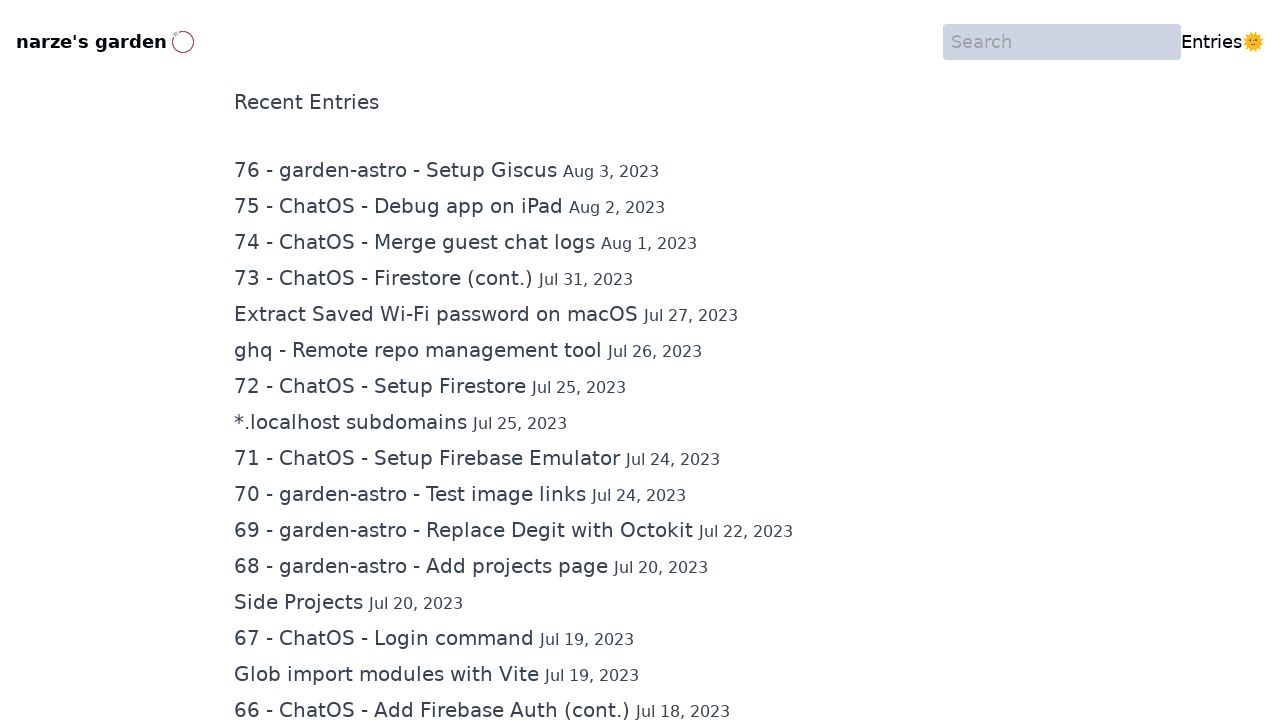 narze's garden
Search
Entries🌞
Recent Entries
76 - garden-astro - Setup Giscus Aug 3, 2023
75 - ChatOS - Debug app on iPad Aug 2, 2023
74 - ChatOS - Merge guest chat logs Aug 1, 2023
73 - ChatOS - Firestore (cont.) Jul 31, 2023
Extract Saved Wi-Fi password on macOS Jul 27, 2023
ghq - Remote repo management tool Jul 26, 2023
72 - ChatOS - Setup Firestore Jul 25, 2023
*.localhost subdomains Jul 25, 2023
71 - ChatOS - Setup Firebase Emulator Jul 24, 2023
70 - garden-astro - Test image links Jul 24, 2023
69 - garden-astro - Replace Degit with Octokit Jul 22, 2023
68 - garden-astro - Add projects page Jul 20, 2023
Side Projects Jul 20, 2023
67 - ChatOS - Login command Jul 19, 2023
Glob import modules with Vite Jul 19, 2023
66 - ChatOS - Add Firebase Auth (cont.) Jul 18, 2023